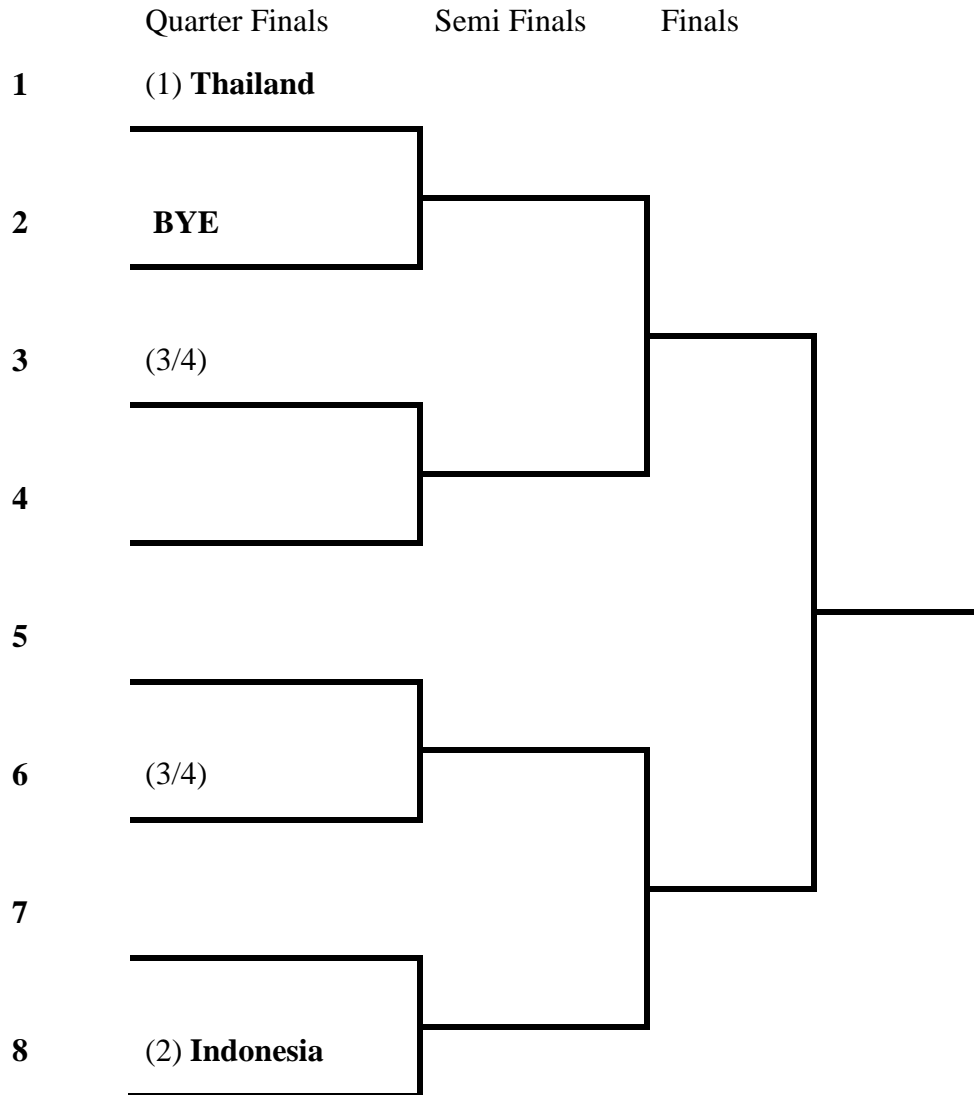 Quarter Finals Semi Finals Finals
1 (1) Thailand
2 BYE
3 (3/4)
4
5
6 (3/4)
7
8 (2) Indonesia